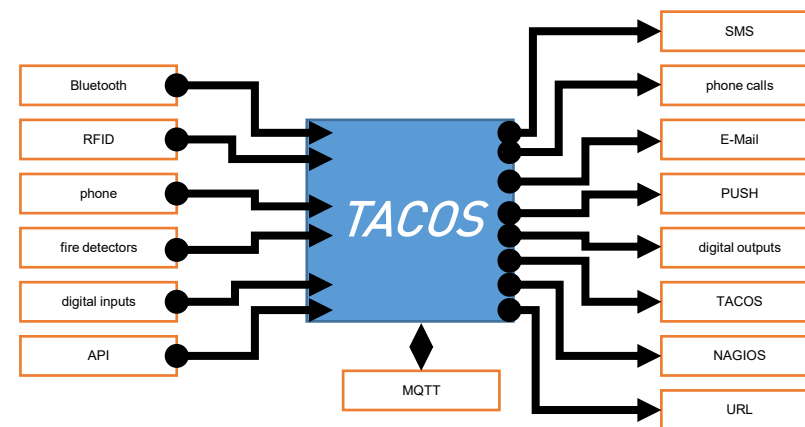 Bluetooth
RFID
phone
fire detectors
digital inputs
API
TACOS
MQTT
SMS
phone calls
E-Mail
PUSH
digital outputs
TACOS
NAGIOS
URL